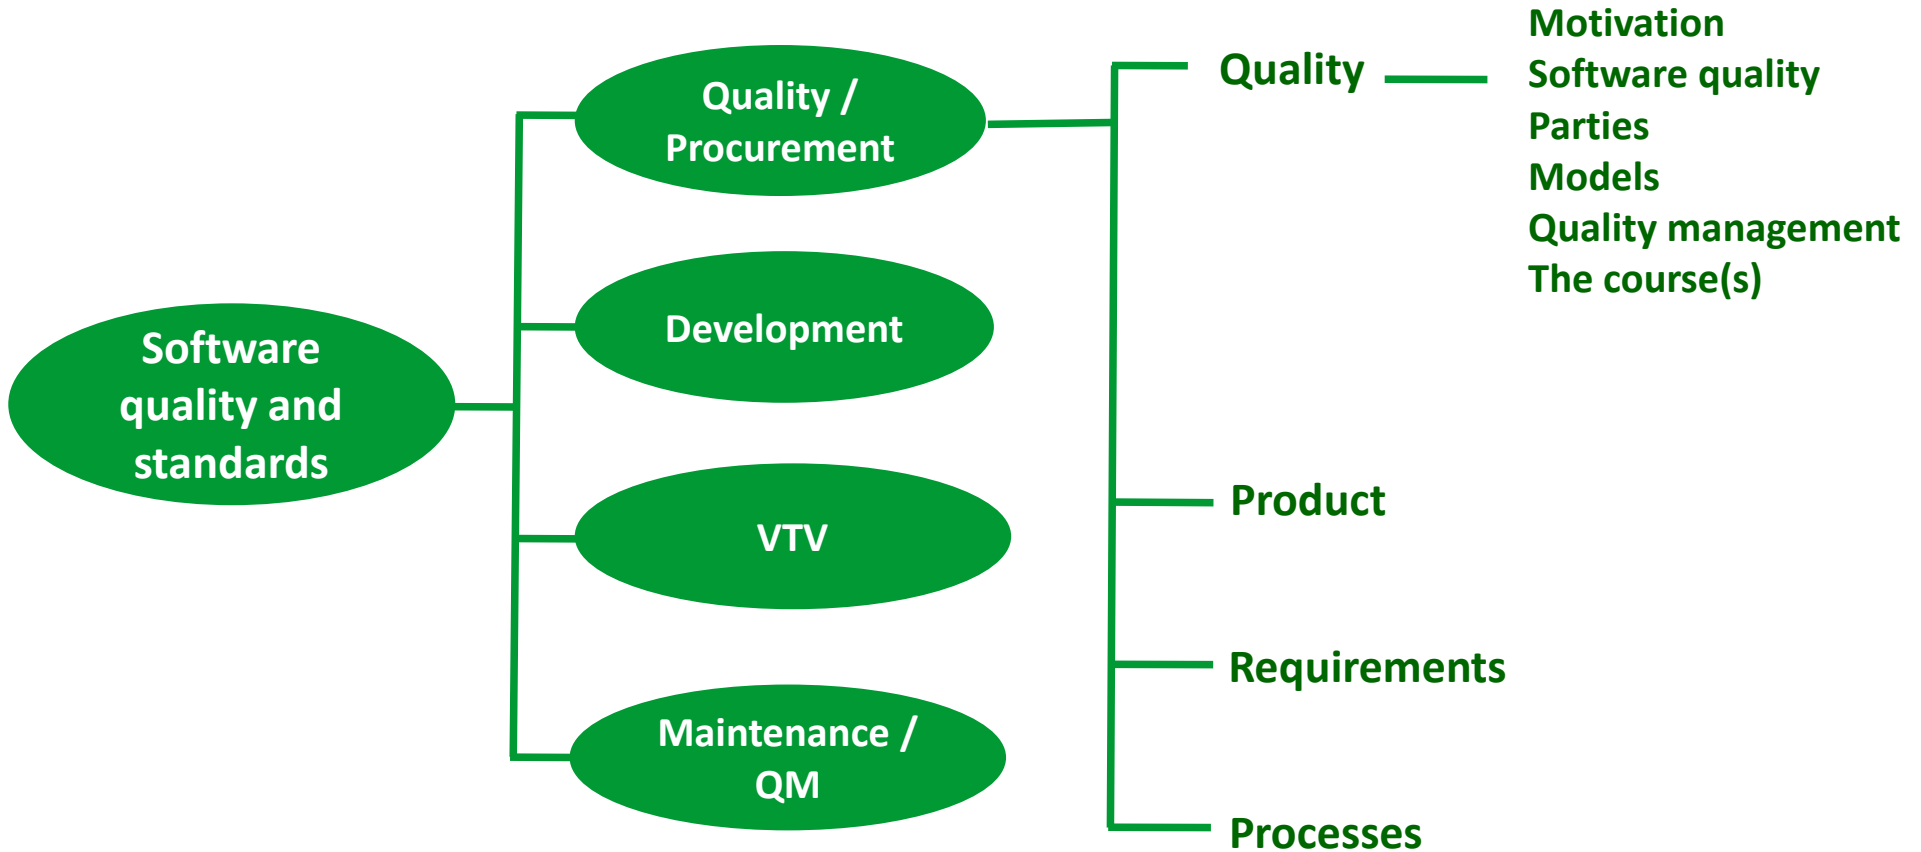 Software
quality and
standards
Quality /
Procurement
Development
VTV
Maintenance /
QM
Quality
Motivation
Software quality
Parties
Models
Quality management
The course(s)
Product
Requirements
Processes